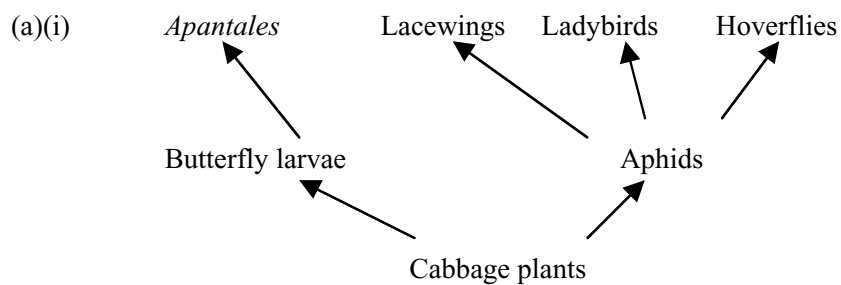 (a)(i) Apantales Lacewings Ladybirds Hoverflies
Butterfly larvae Aphids
Cabbage plants